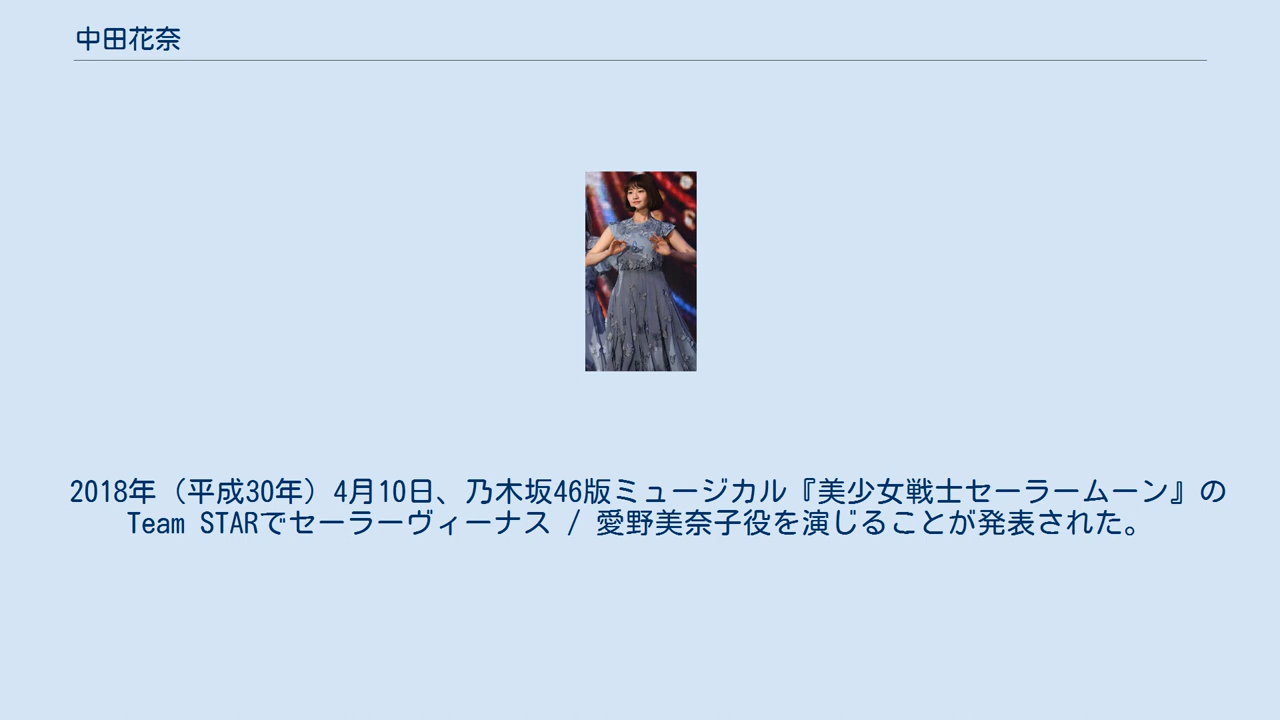 中田花奈
2018年（平成30年）4月10日、乃木坂46版ミュージカル『美少女戦士セーラームーン』の
Team STARでセーラーヴィーナス / 愛野美奈子役を演じることが発表された。